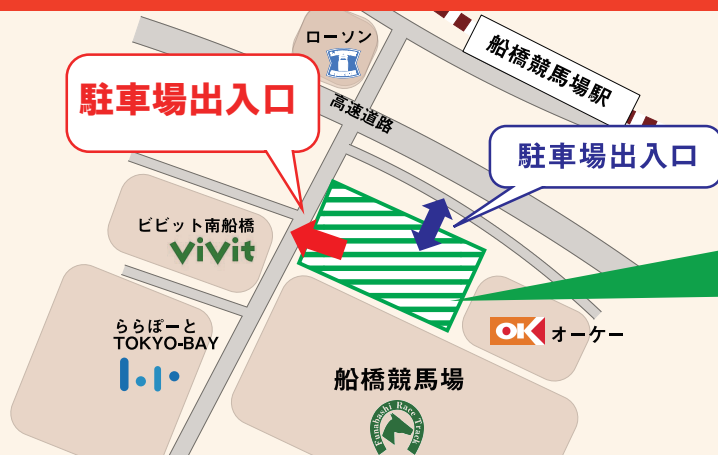 ローソン
船橋競馬場駅
駐車場出入口
高速道路
駐車場出入口
ビビット南船橋
ViVit
ららぽーと
TOKYO-BAY
OK オーケー
船橋競馬場
Funabashi Race Track